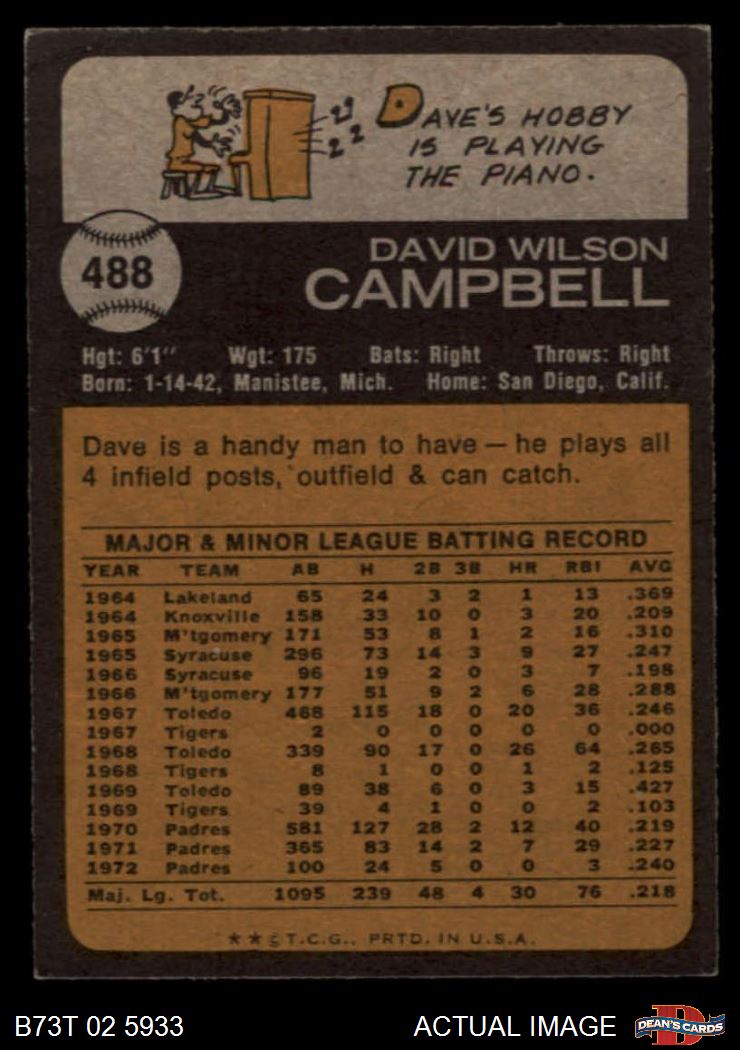 DAVE'S HOBBY
IS PLAYING
THE PIANO.
488
DAVID WILSON
CAMPBELL
Hgt: 6'1" Wgt: 175 Bats: Right Throws: Right
Born: 1-14-42, Manistee, Mich. Home: San Diego, Calif.
Dave is a handy man to have — he plays all
4 infield posts, outfield & can catch.
MAJOR & MINOR LEAGUE BATTING RECORD
YEAR TEAM AB H 2B 3B HR RBI AVG
1964 Lakeland 65 24 3 2 1 13 .369
1964 Knoxville 158 33 10 0 3 20 .209
1965 M'tgomery 171 53 8 1 2 16 .310
1965 Syracuse 296 73 14 3 9 27 .247
1966 Syracuse 96 19 2 0 3 7 .198
1966 M'tgomery 177 51 9 2 6 28 .288
1967 Toledo 468 115 18 0 20 36 .246
1967 Tigers 2 0 0 0 0 0 .000
1968 Toledo 339 90 17 0 26 64 .265
1968 Tigers 8 1 0 0 1 2 .125
1969 Toledo 89 38 6 0 3 15 .427
1969 Tigers 39 4 1 0 0 2 .103
1970 Padres 581 127 28 2 12 40 .219
1971 Padres 365 83 14 2 7 29 .227
1972 Padres 100 24 5 0 0 3 .240
Maj. Lg. Tot. 1095 239 48 4 30 76 .218
★★© T.C.G., PRTD. IN U.S.A.
B73T 02 5933 ACTUAL IMAGE DEAN'S CARDS